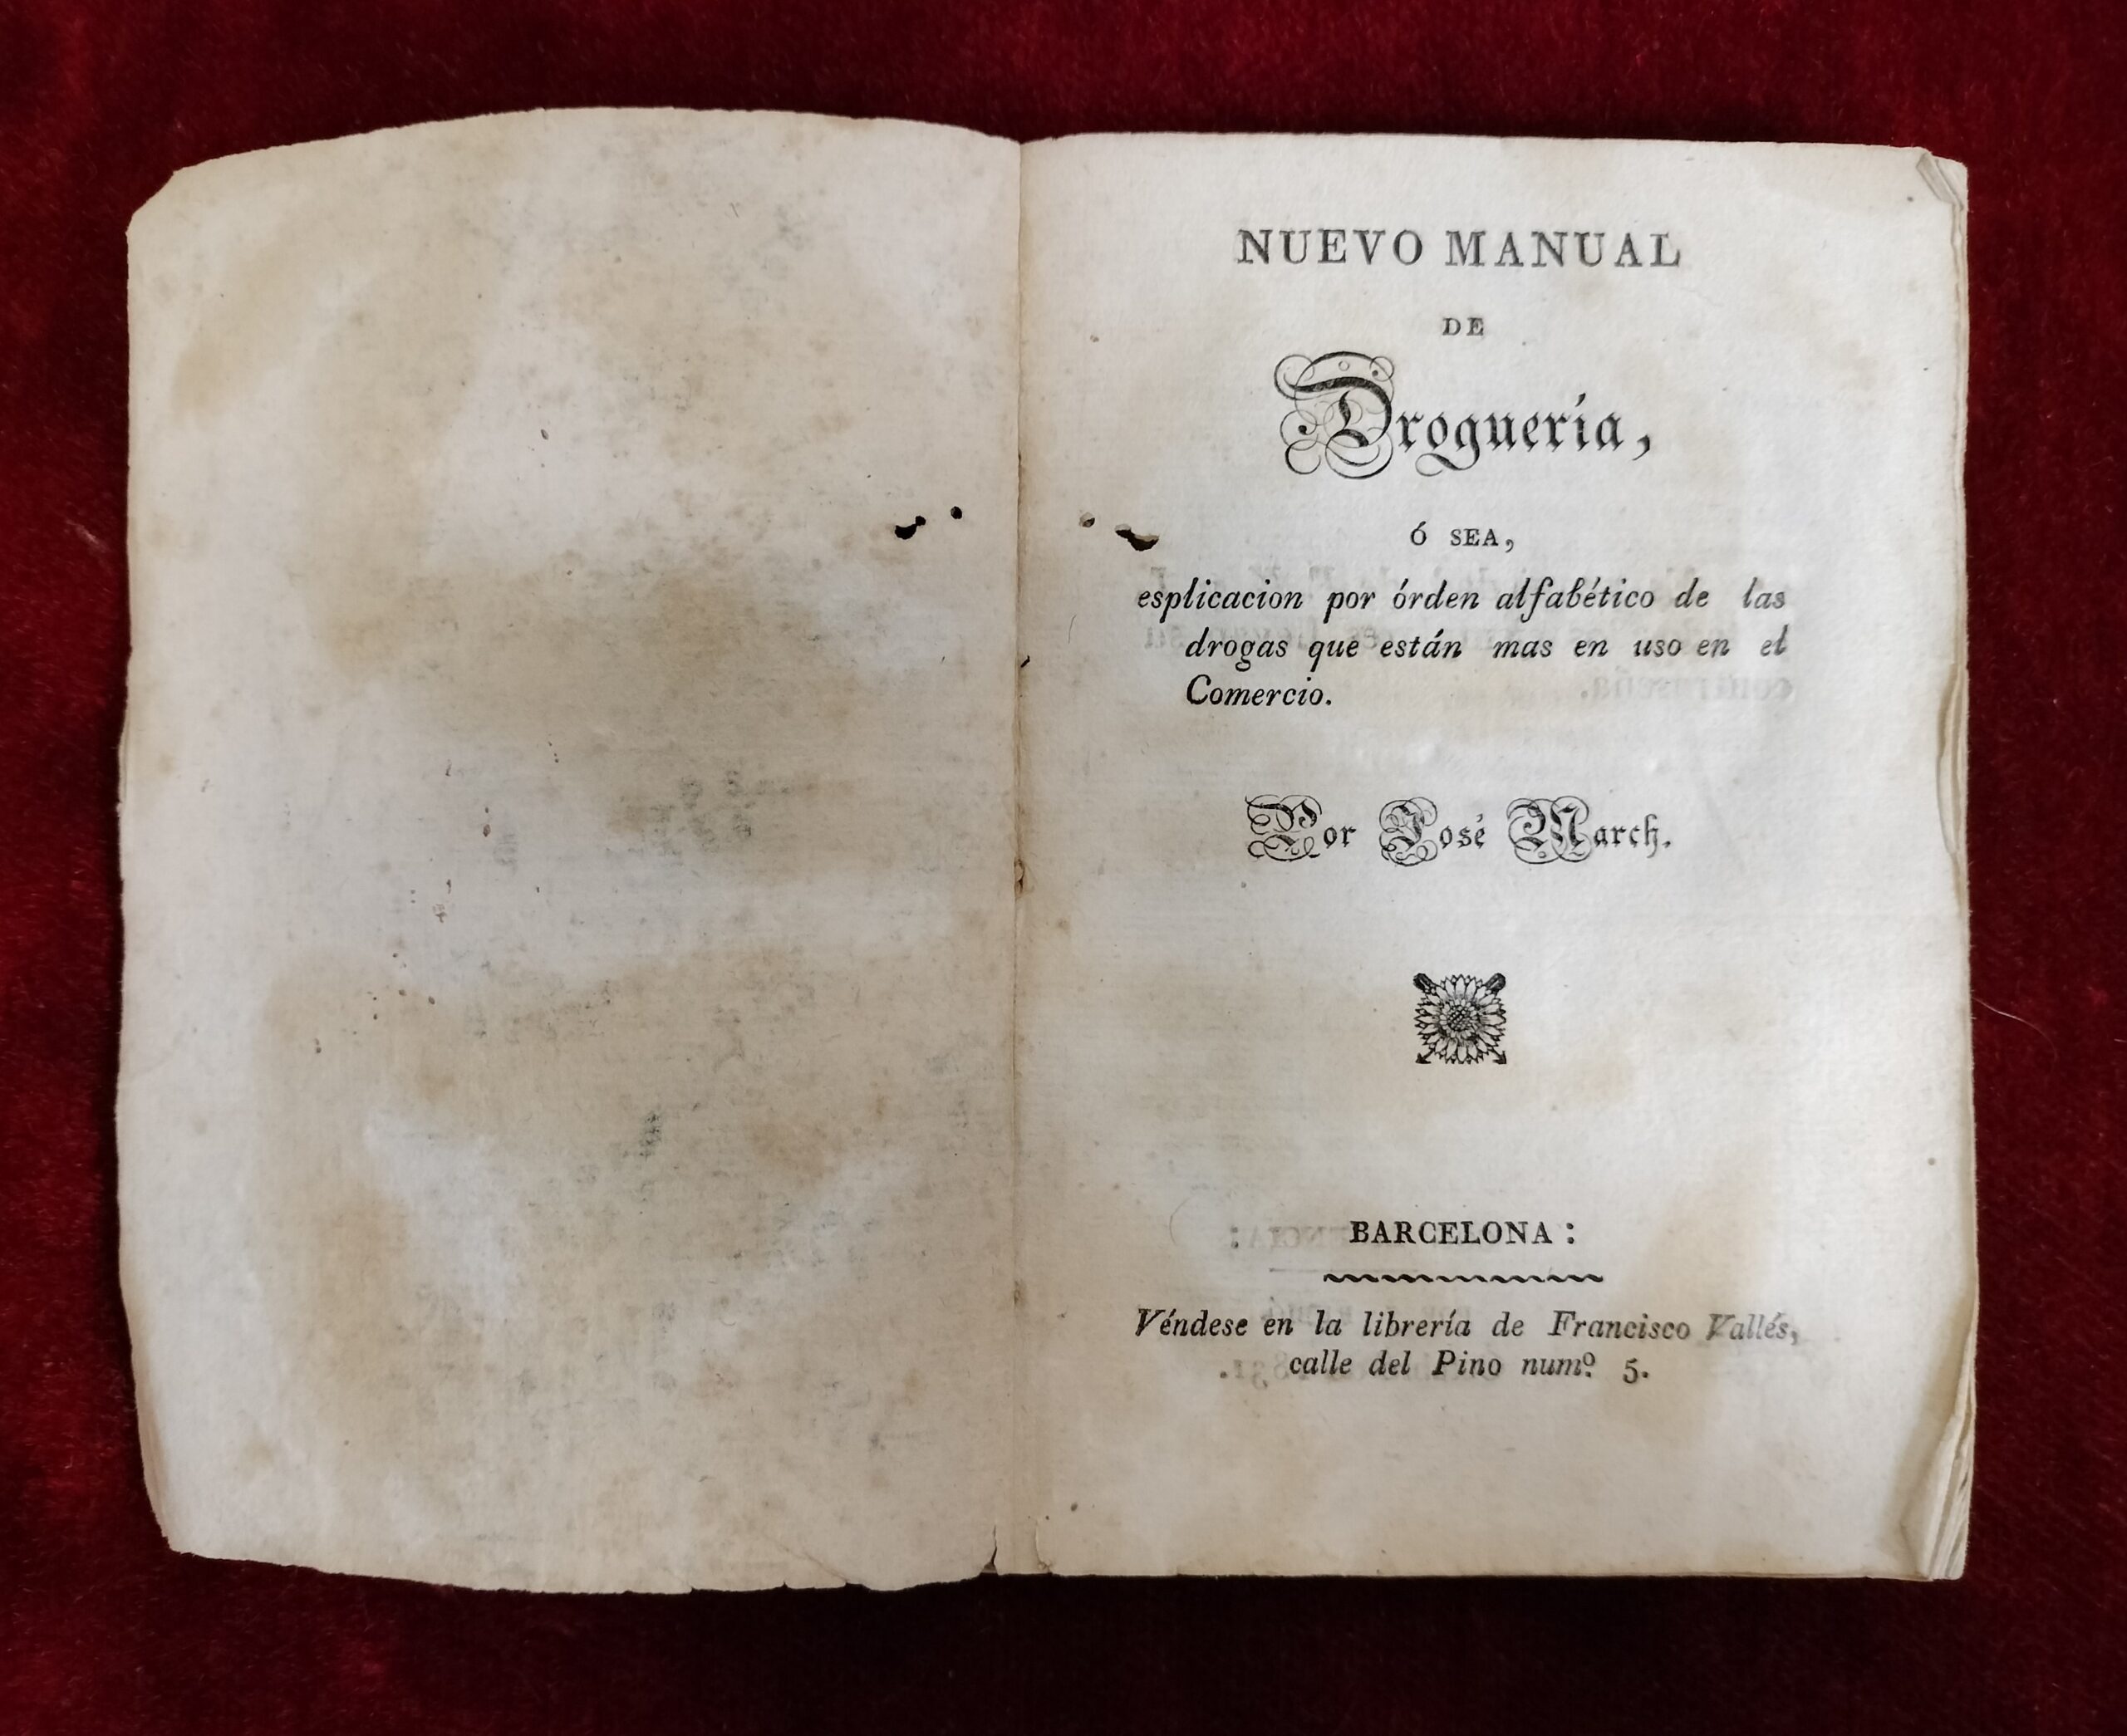 NUEVO MANUAL
DE
Droguería,
Ó SEA,
esplicacion por órden alfabético de las
drogas que están mas en uso en el
Comercio.
Por José March.
BARCELONA:
Véndese en la librería de Francisco Vallés,
calle del Pino numº 5.